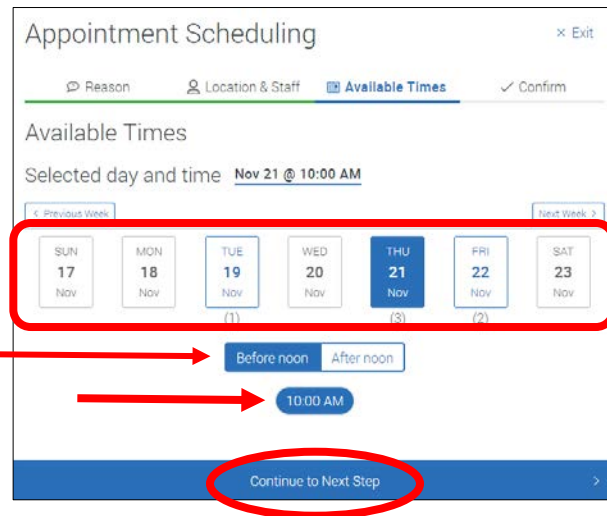 Appointment Scheduling × Exit
Reason Location & Staff Available Times ✓ Confirm
Available Times
Selected day and time Nov 21 @ 10:00 AM
< Previous Week Next Week >
SUN MON TUE WED THU FRI SAT
17 18 19 20 21 22 23
Nov Nov Nov Nov Nov Nov Nov
(1) (3) (2)
Before noon After noon
10:00 AM
Continue to Next Step >